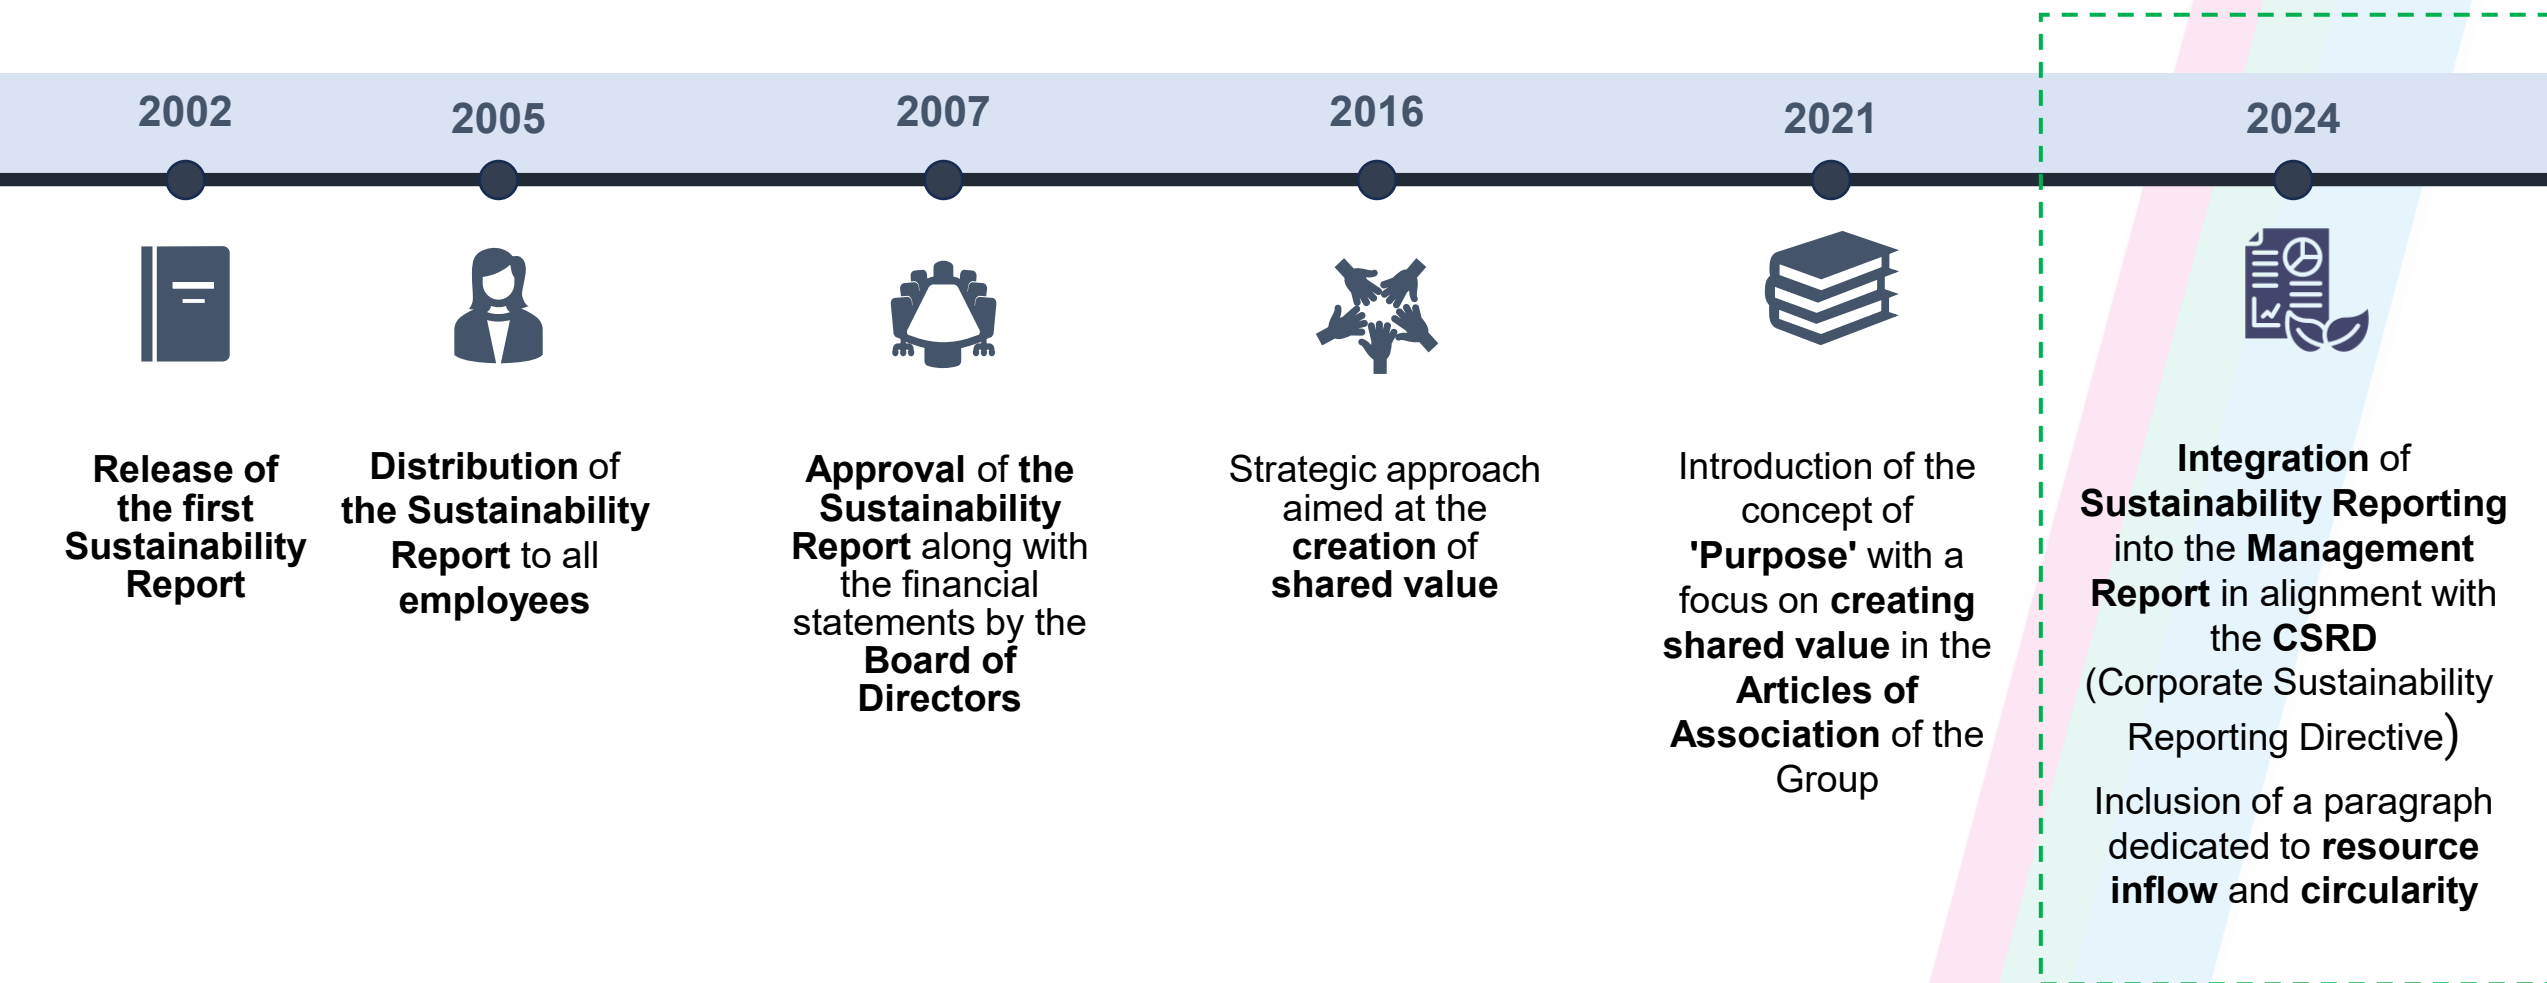 2002
Release of
the first
Sustainability
Report
2005
Distribution of
the Sustainability
Report to all
employees
2007
Approval of the
Sustainability
Report along with
the financial
statements by the
Board of
Directors
2016
Strategic approach
aimed at the
creation of
shared value
2021
Introduction of the
concept of
'Purpose' with a
focus on creating
shared value in the
Articles of
Association of the
Group
2024
Integration of
Sustainability Reporting
into the Management
Report in alignment with
the CSRD
(Corporate Sustainability
Reporting Directive)
Inclusion of a paragraph
dedicated to resource
inflow and circularity